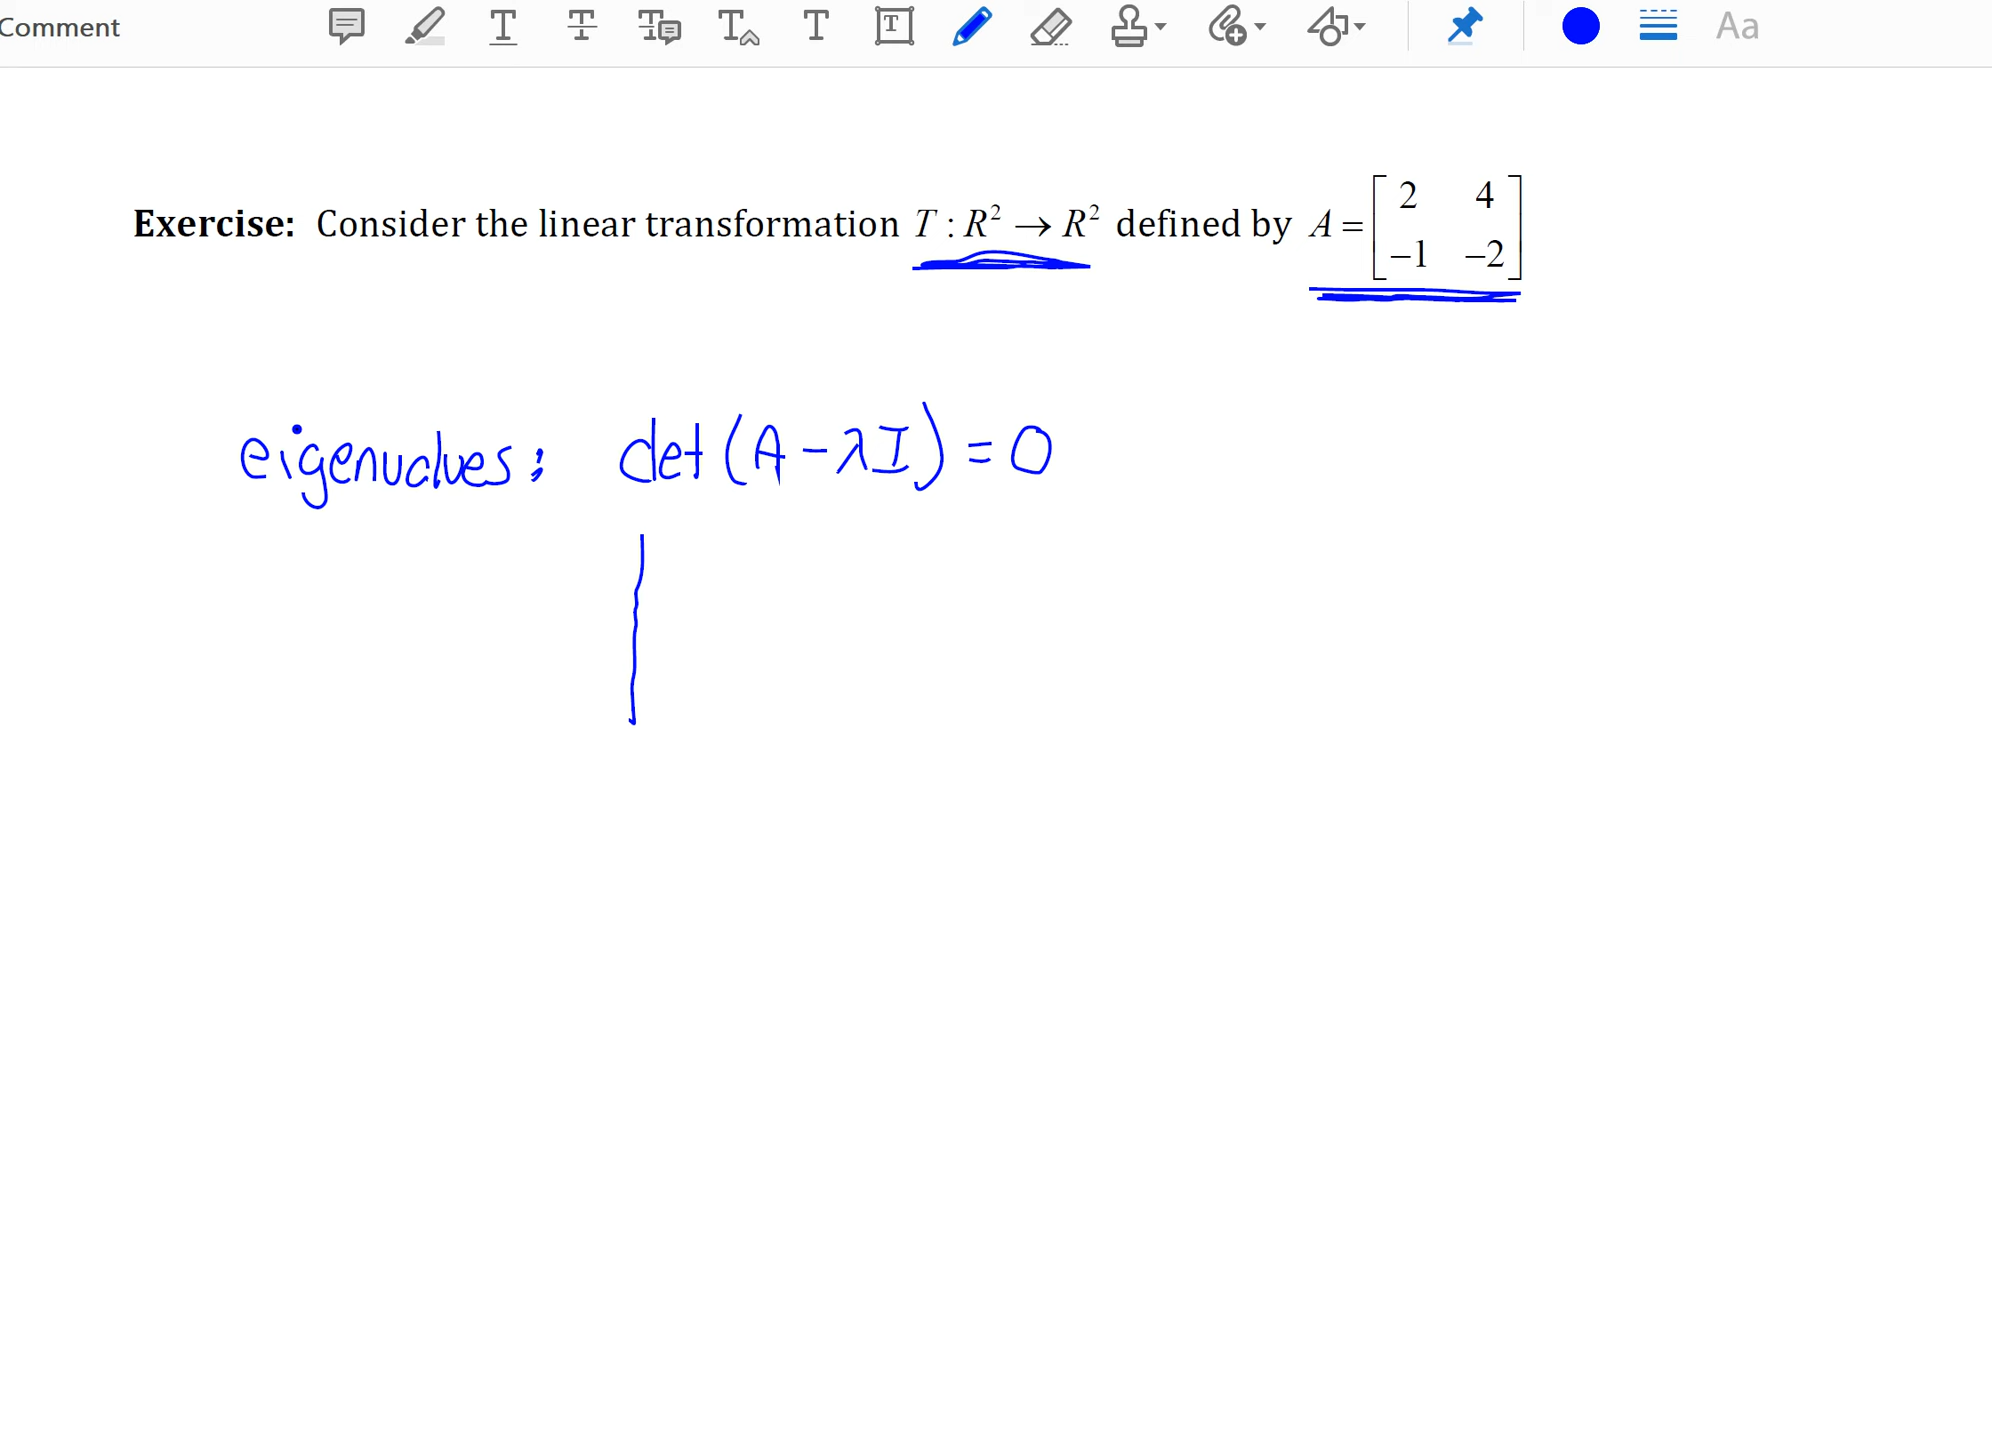 Comment
T T T T T T Aa
Exercise: Consider the linear transformation T : R² → R² defined by A = [2 4
−1 −2]
eigenvalues: det(A − λI) = 0